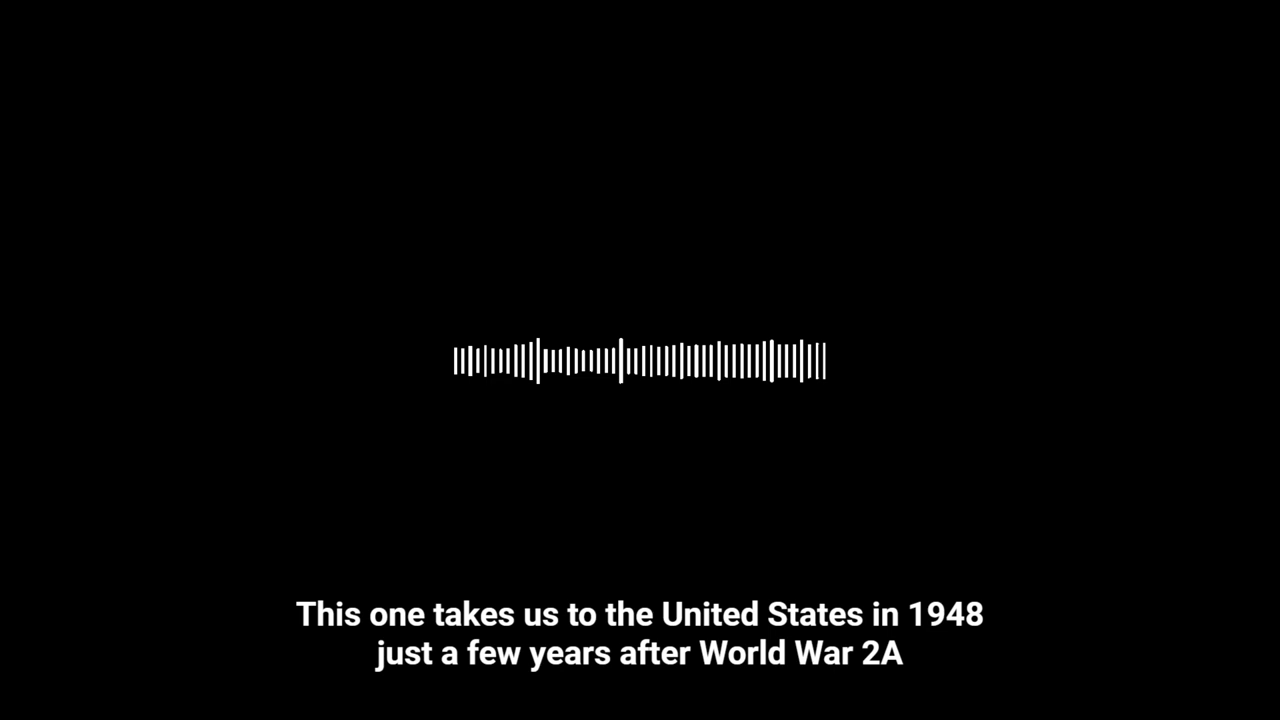 This one takes us to the United States in 1948
just a few years after World War 2A